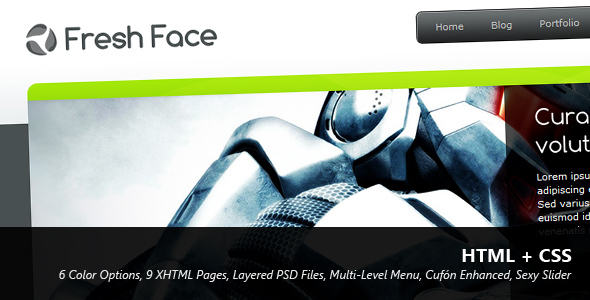 Fresh Face
Home Blog Portfolio
Cura
volut
Lorem ipsu
adipiscing e
Sed varius
euismod id
venenatis
HTML + CSS
6 Color Options, 9 XHTML Pages, Layered PSD Files, Multi-Level Menu, Cufón Enhanced, Sexy Slider